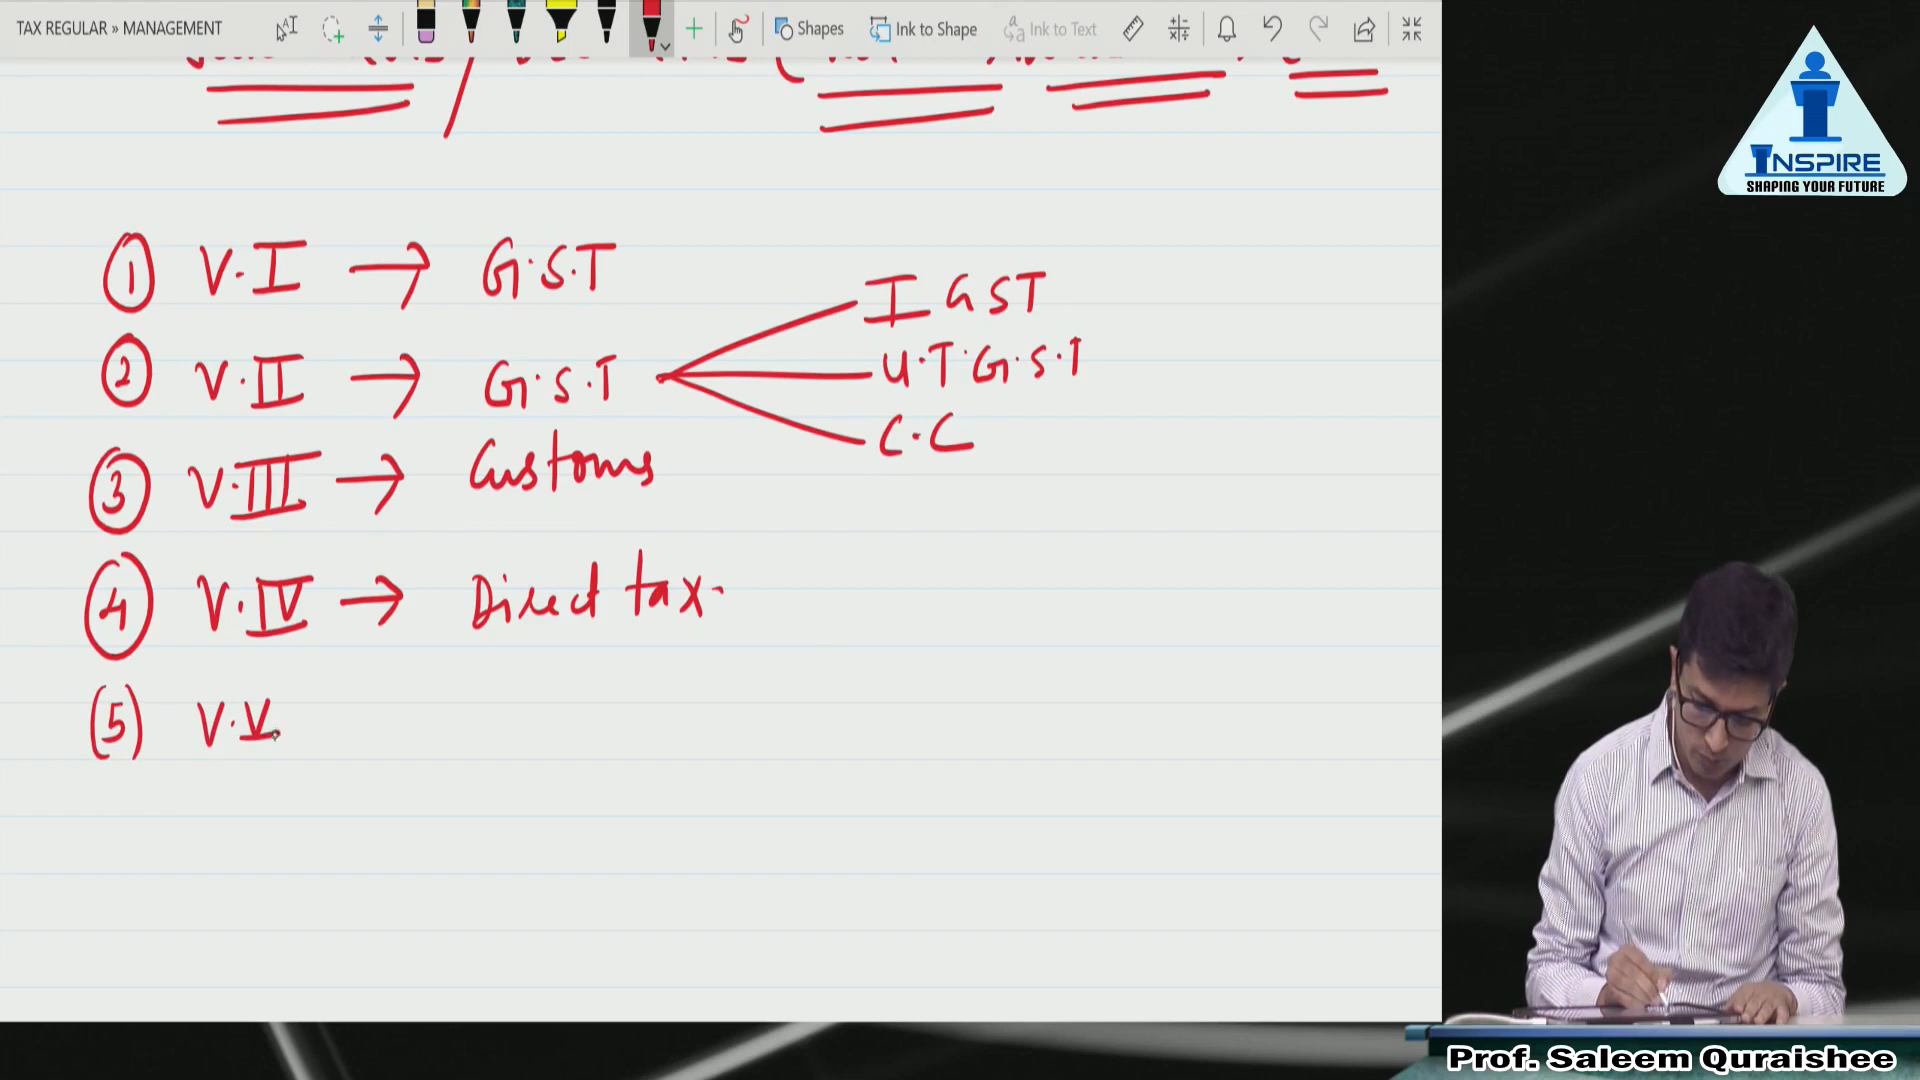 TAX REGULAR » MANAGEMENT
Shapes
Ink to Shape
Ink to Text
INSPIRE
SHAPING YOUR FUTURE
① V.I → G.S.T
② V.II → G.S.T
IGST
U.T.G.S.T
C.C
③ V.III → Customs
④ V.IV → Direct tax.
(5) V.V
Prof. Saleem Quraishee